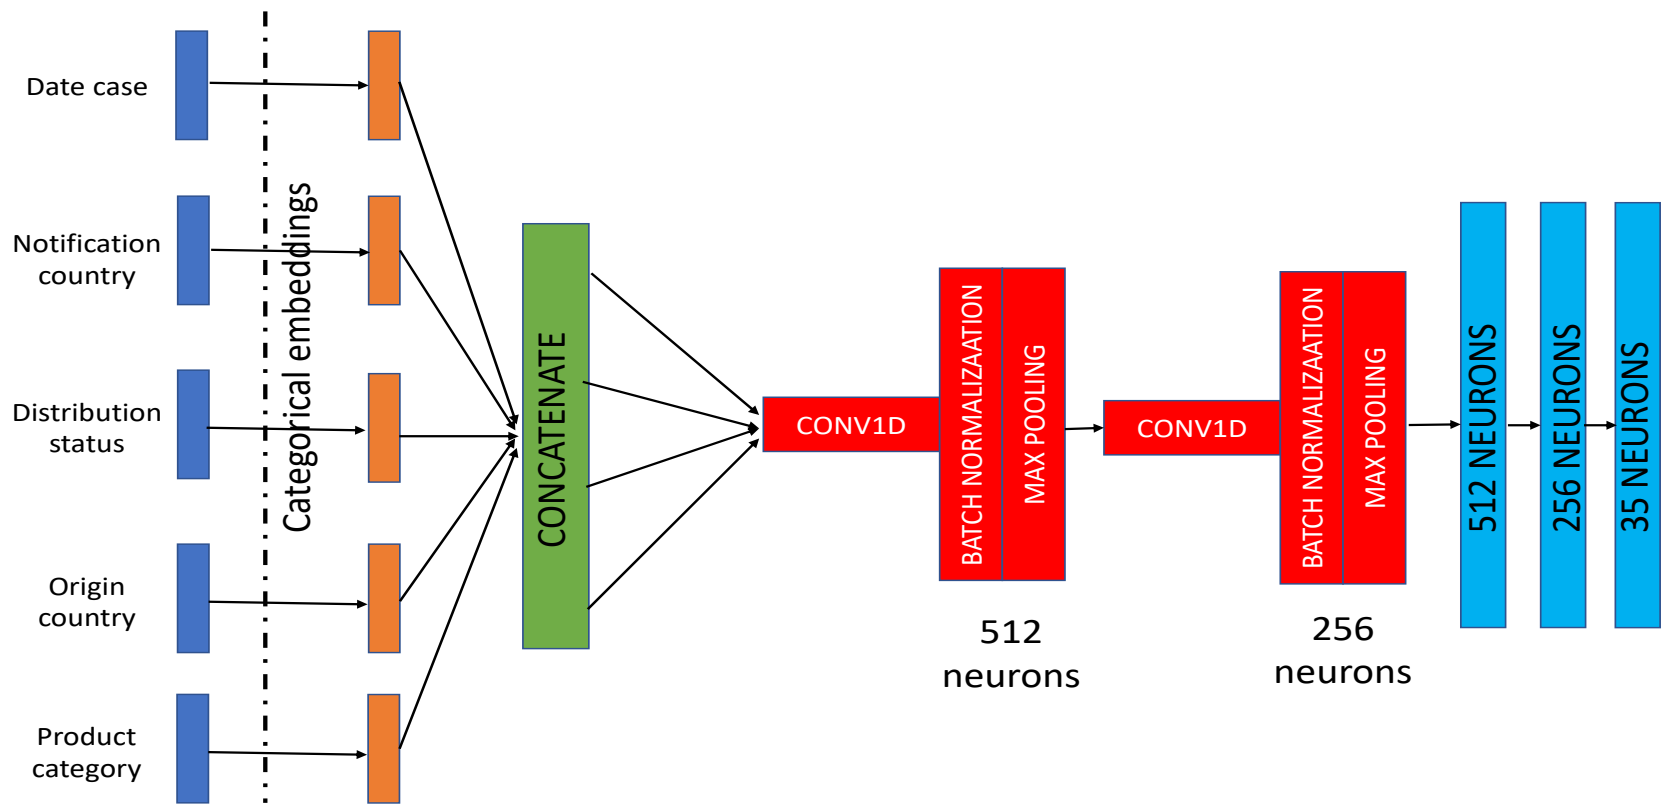 Date case
Notification
country
Distribution
status
Origin
country
Product
category
Categorical embeddings
CONCATENATE
CONV1D
BATCH NORMALIZAATION
MAX POOLING
512
neurons
CONV1D
BATCH NORMALIZAATION
MAX POOLING
256
neurons
512 NEURONS
256 NEURONS
35 NEURONS